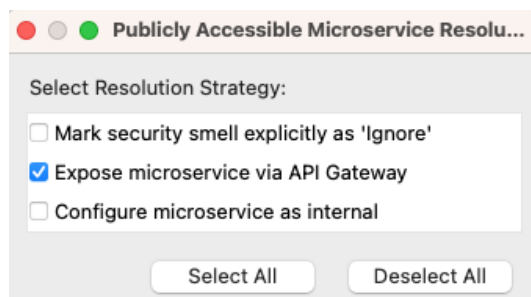 Publicly Accessible Microservice Resolu...
Select Resolution Strategy:
Mark security smell explicitly as 'Ignore'
Expose microservice via API Gateway
Configure microservice as internal
Select All Deselect All